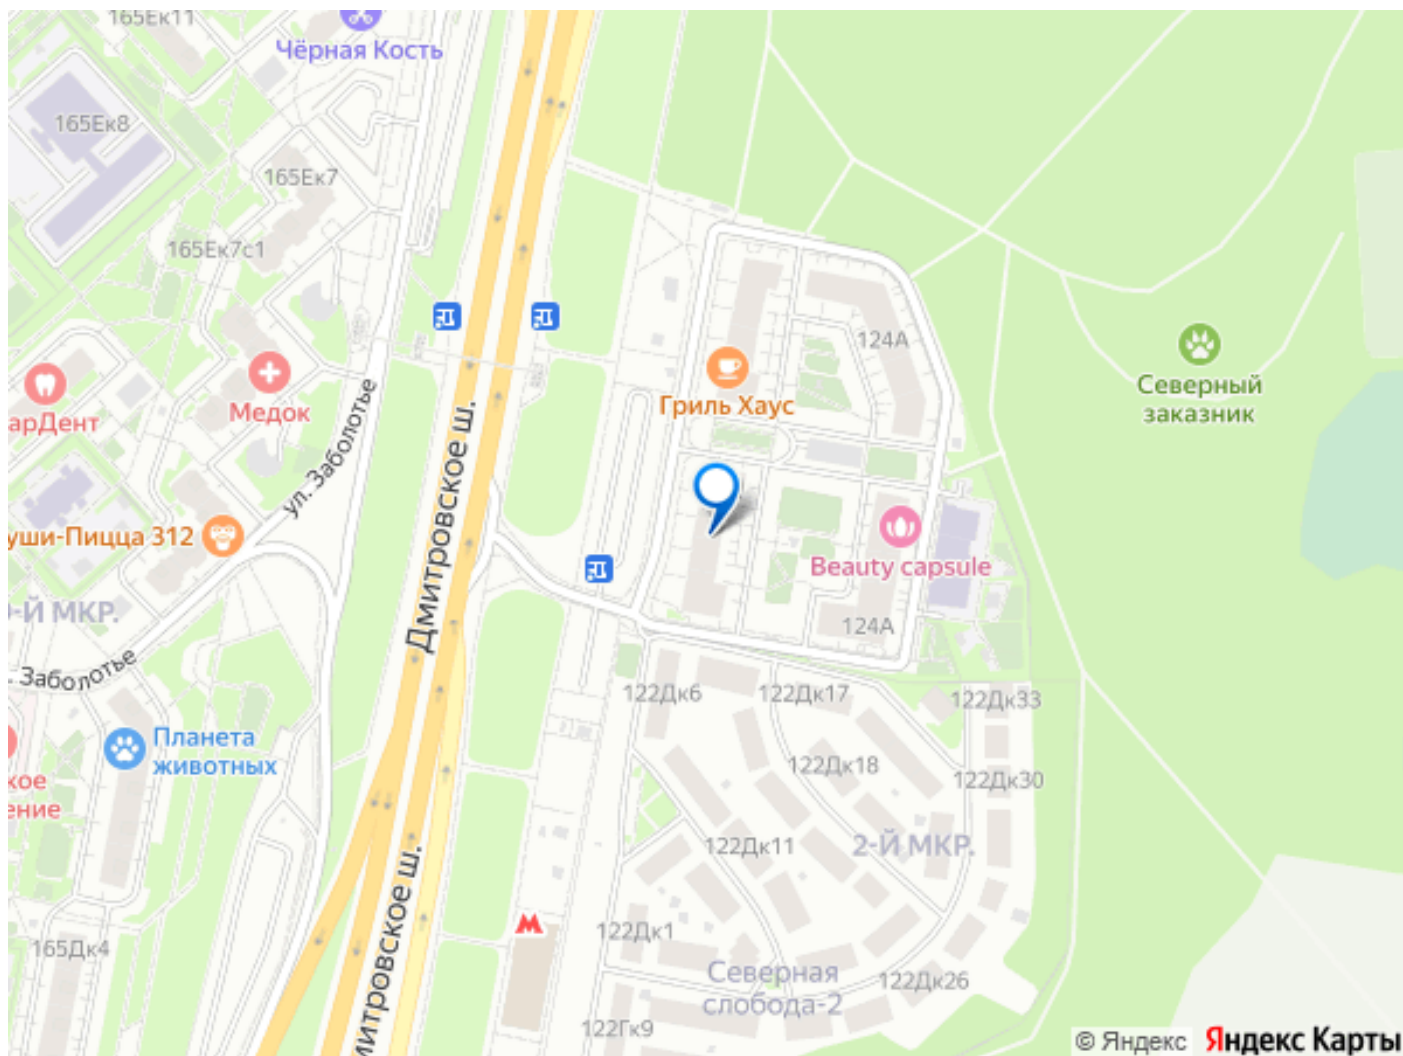 165Ек11
Чёрная Кость
165Ек8
165Ек7
165Ек7с1
124А
Северный
заказник
Медок
арДент
Гриль Хаус
ул. Заболотье
Дмитровское ш.
уши-Пицца 312
Beauty capsule
-Й МКР.
124А
. Заболотье
122Дк6
122Дк17
122Дк33
Планета
животных
122Дк18
122Дк30
кое
ение
122Дк11
2-Й МКР.
митровское ш.
165Дк4
122Дк1
Северная
слобода-2
122Дк26
122Гк9
© Яндекс Яндекс Карты